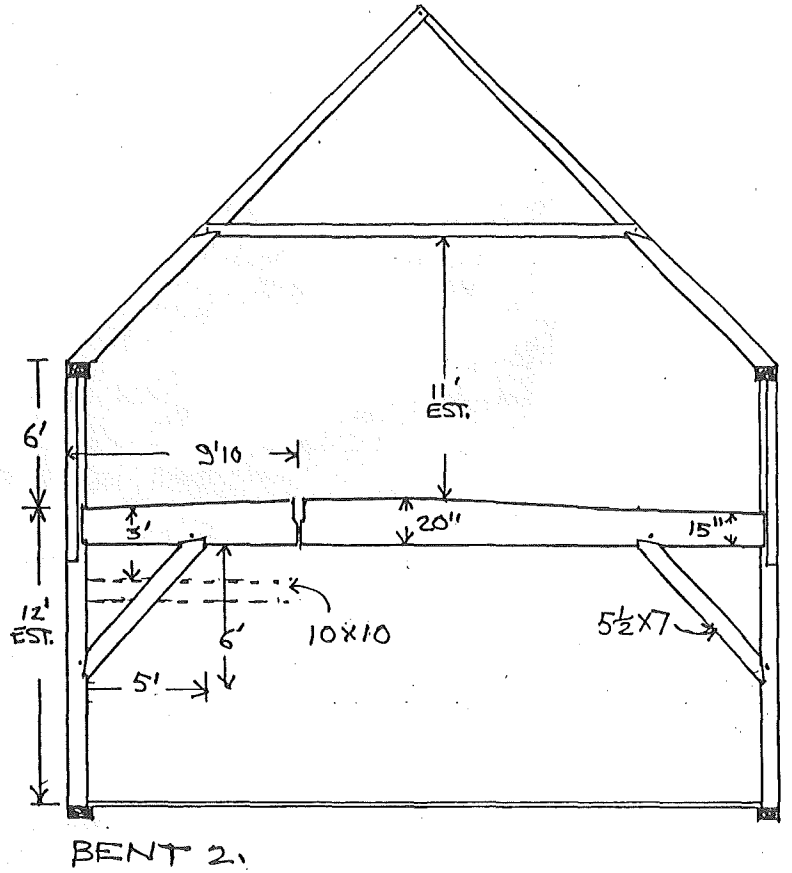 11'
EST.
6'
9'10
3'
20"
15"
12'
EST.
6'
10X10
5½X7
5'
BENT 2.